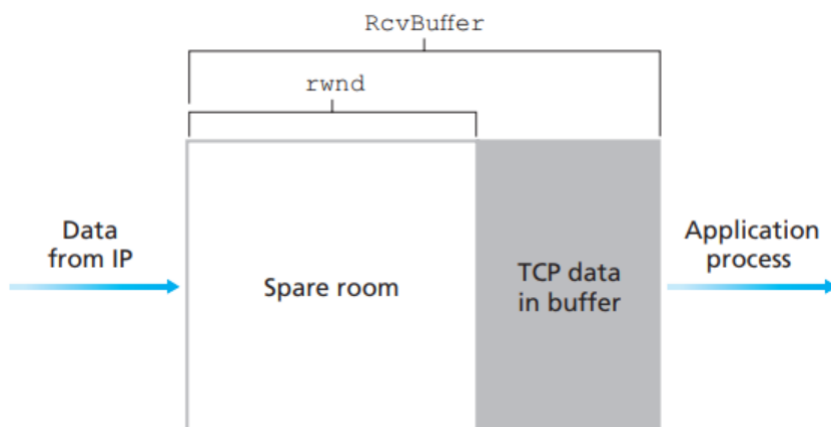 RcvBuffer
rwnd
Data
from IP
Spare room
TCP data
in buffer
Application
process